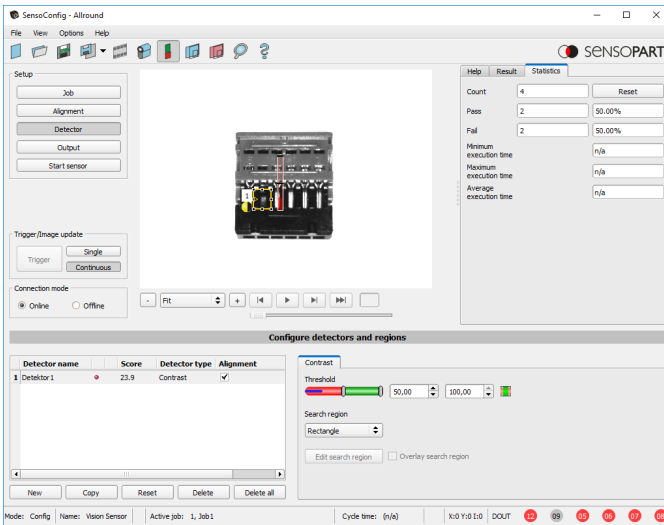 SensoConfig - Allround
File View Options Help
SENSOPART
Setup
Job
Alignment
Detector
Output
Start sensor
Trigger/Image update
Trigger
Single
Continuous
Connection mode
Online Offline
- Fit +
Help Result Statistics
Count 4 Reset
Pass 2 50.00%
Fail 2 50.00%
Minimum
execution time n/a
Maximum
execution time n/a
Average
execution time n/a
Configure detectors and regions
Detector name Score Detector type Alignment
1 Detektor1 23.9 Contrast
New Copy Reset Delete Delete all
Contrast
Threshold
50,00 100,00
Search region
Rectangle
Edit search region Overlay search region
Mode: Config Name: Vision Sensor Active job: 1, Job1 Cycle time: (n/a) X:0 Y:0 I:0 DOUT 12 09 05 06 07 08